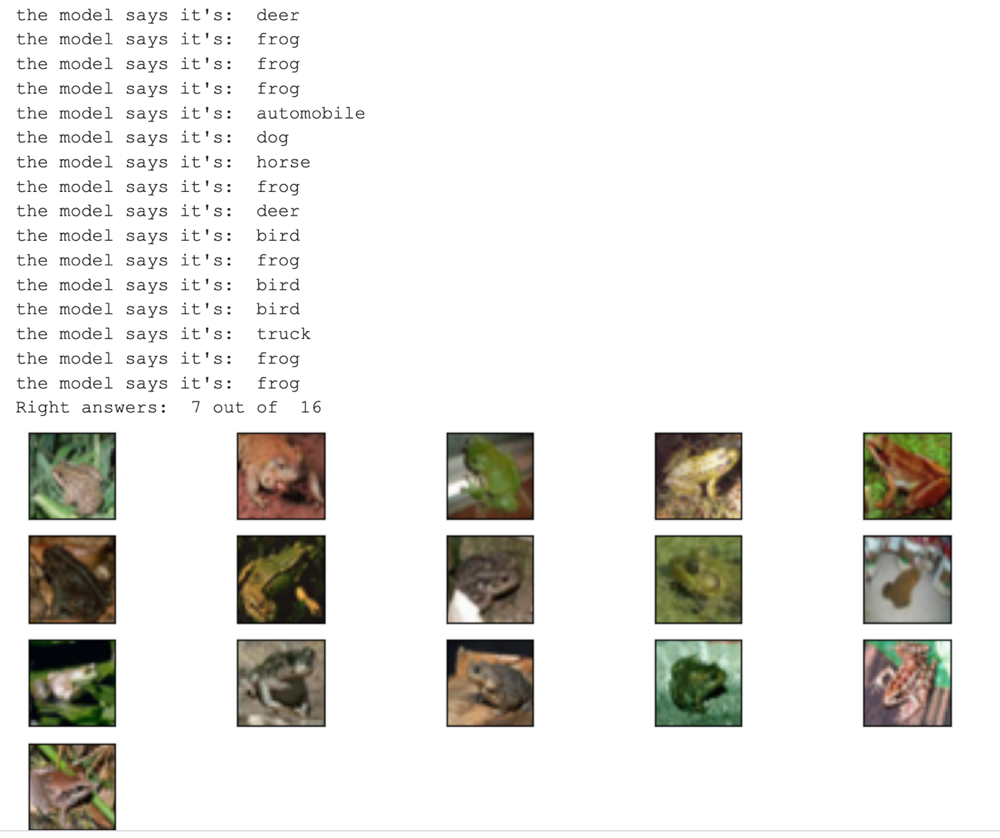 the model says it's:  deer
the model says it's:  frog
the model says it's:  frog
the model says it's:  frog
the model says it's:  automobile
the model says it's:  dog
the model says it's:  horse
the model says it's:  frog
the model says it's:  deer
the model says it's:  bird
the model says it's:  frog
the model says it's:  bird
the model says it's:  bird
the model says it's:  truck
the model says it's:  frog
the model says it's:  frog
Right answers:  7 out of  16